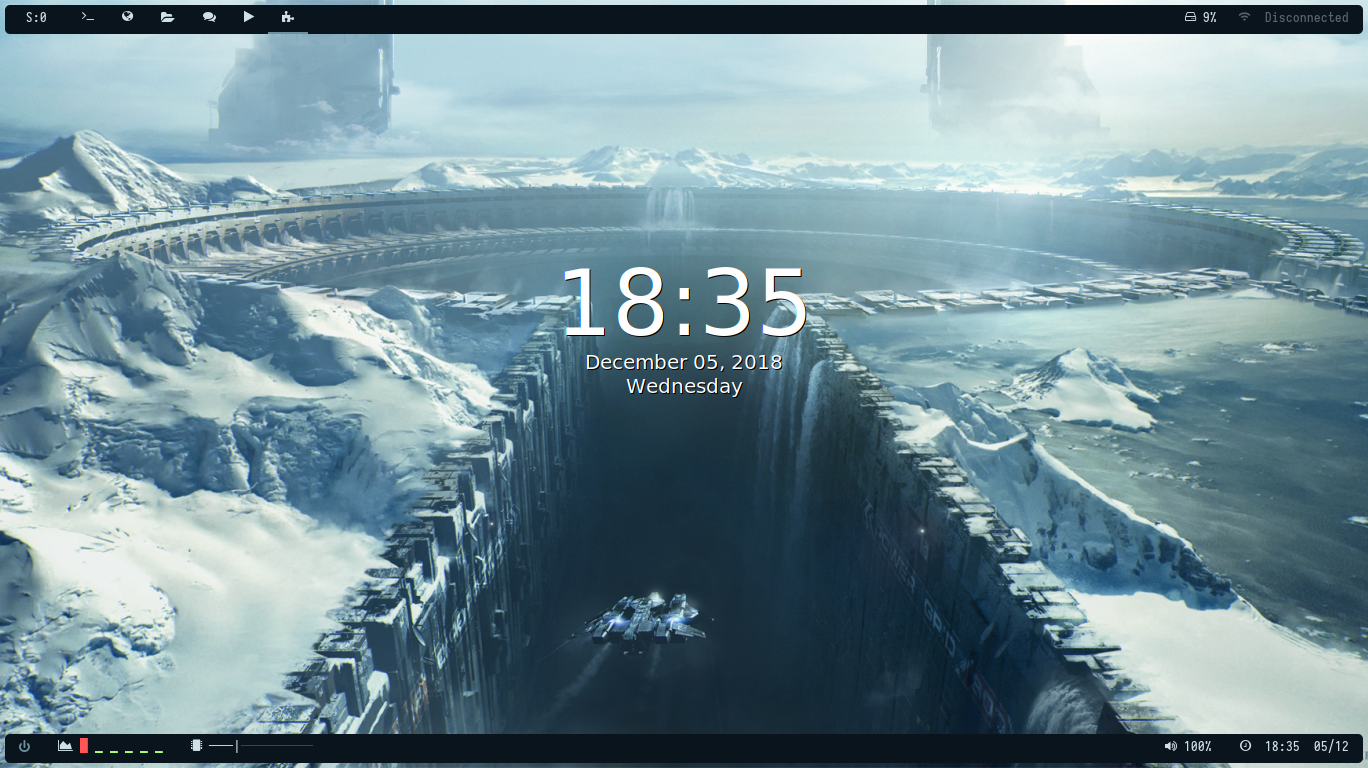 S:0 9% Disconnected
18:35
December 05, 2018
Wednesday
100% 18:35 05/12